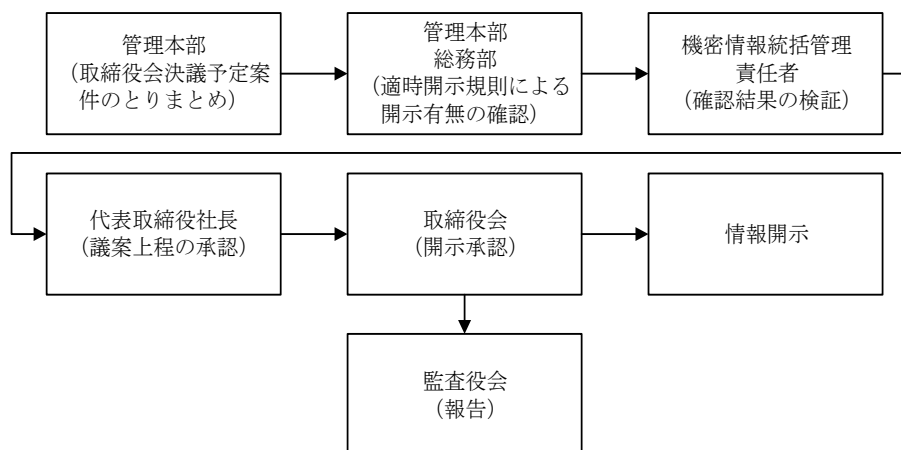 管理本部
（取締役会決議予定案
件のとりまとめ）
管理本部
総務部
（適時開示規則による
開示有無の確認）
機密情報統括管理
責任者
（確認結果の検証）
代表取締役社長
（議案上程の承認）
取締役会
（開示承認）
情報開示
監査役会
（報告）